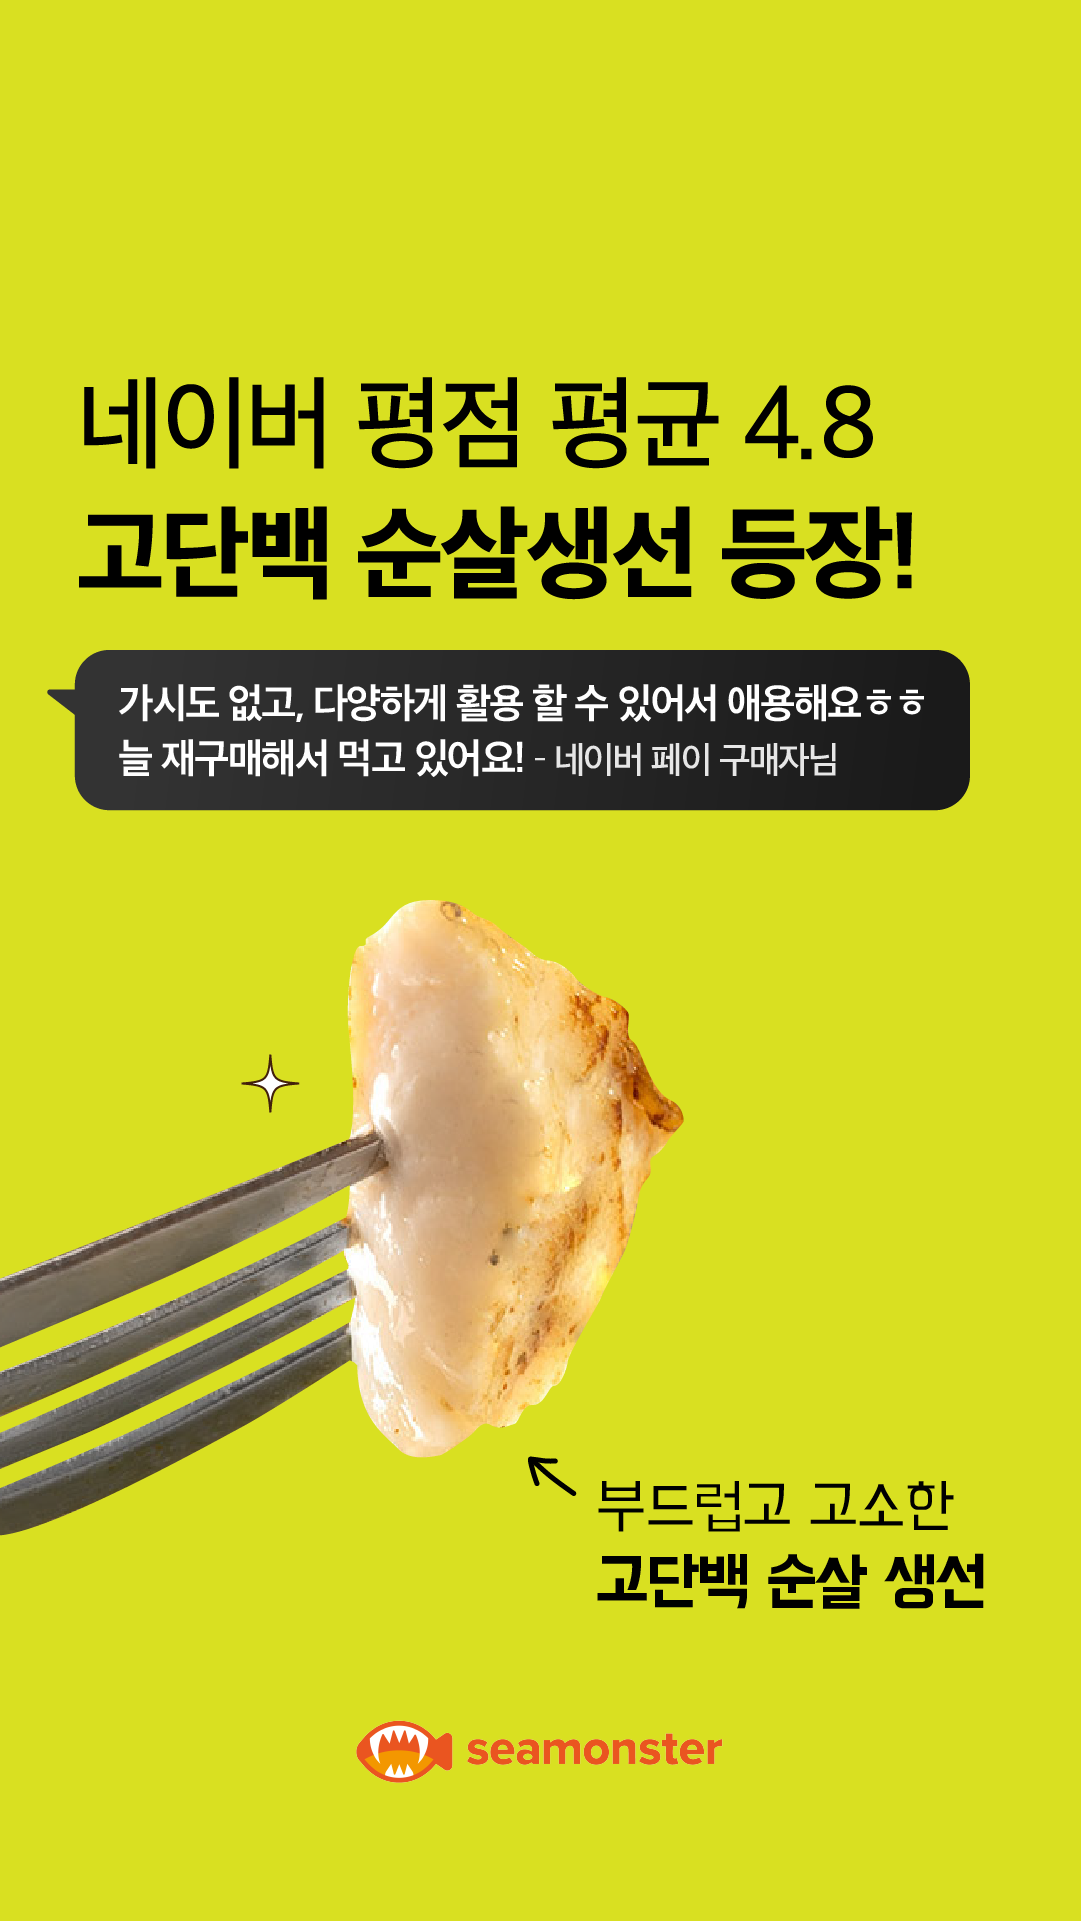 네이버 평점 평균 4.8
고단백 순살생선 등장!
가시도 없고, 다양하게 활용 할 수 있어서 애용해요ㅎㅎ
늘 재구매해서 먹고 있어요! - 네이버 페이 구매자님
부드럽고 고소한
고단백 순살 생선
seamonster